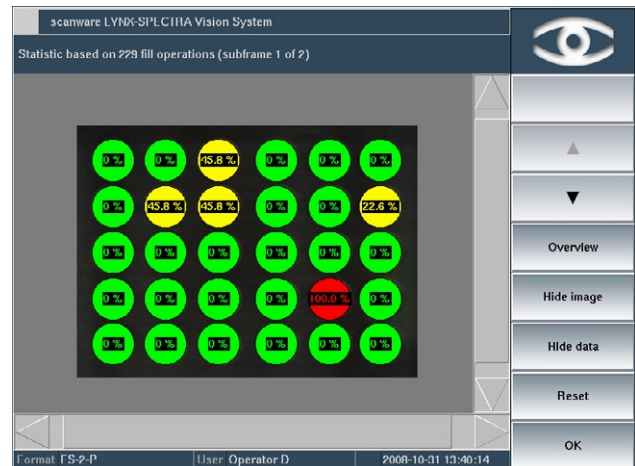 scanware LYNX-SPECTRA Vision System
Statistic based on 229 fill operations (subframe 1 of 2)
0 % 0 % 45.8 % 0 % 0 % 0 %
0 % 45.8 % 45.8 % 0 % 0 % 22.6 %
0 % 0 % 0 % 0 % 0 % 0 %
0 % 0 % 0 % 0 % 100.0 % 0 %
0 % 0 % 0 % 0 % 0 % 0 %
Overview
Hide image
Hide data
Reset
OK
Format FS-2-P User Operator D 2008-10-31 13:40:14